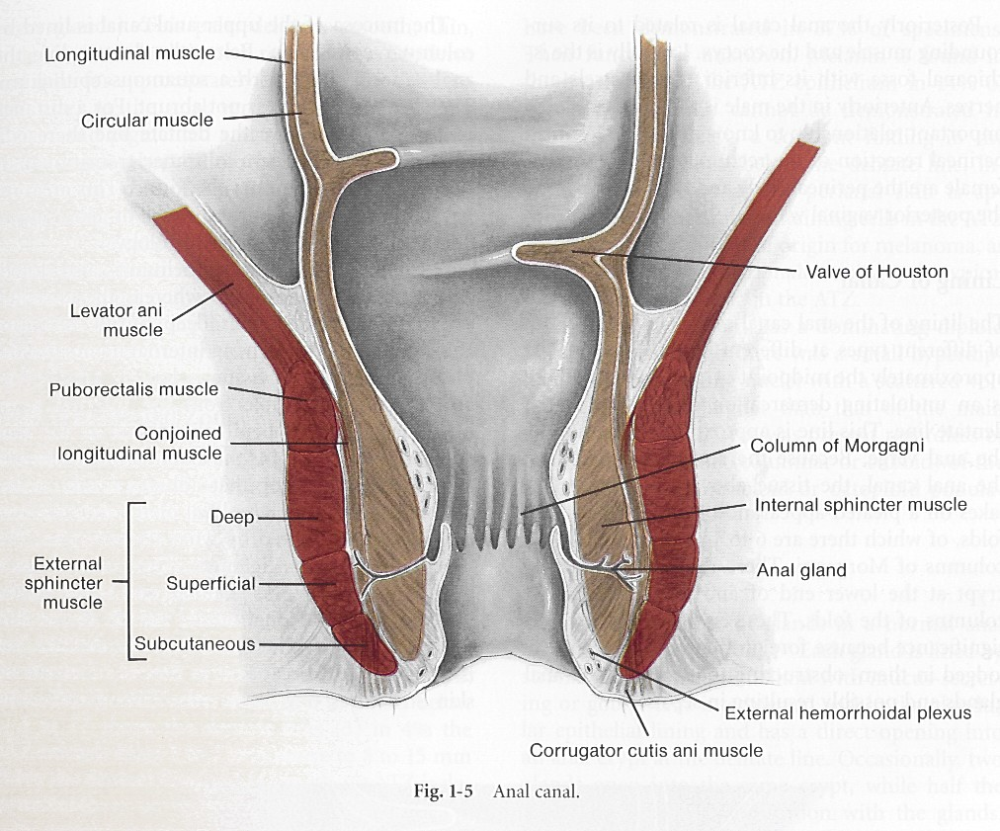 Longitudinal muscle
Circular muscle
Levator ani
muscle
Puborectalis muscle
Conjoined
longitudinal muscle
Deep
External
sphincter
muscle
Superficial
Subcutaneous
Valve of Houston
Column of Morgagni
Internal sphincter muscle
Anal gland
External hemorrhoidal plexus
Corrugator cutis ani muscle
Fig. 1-5 Anal canal.